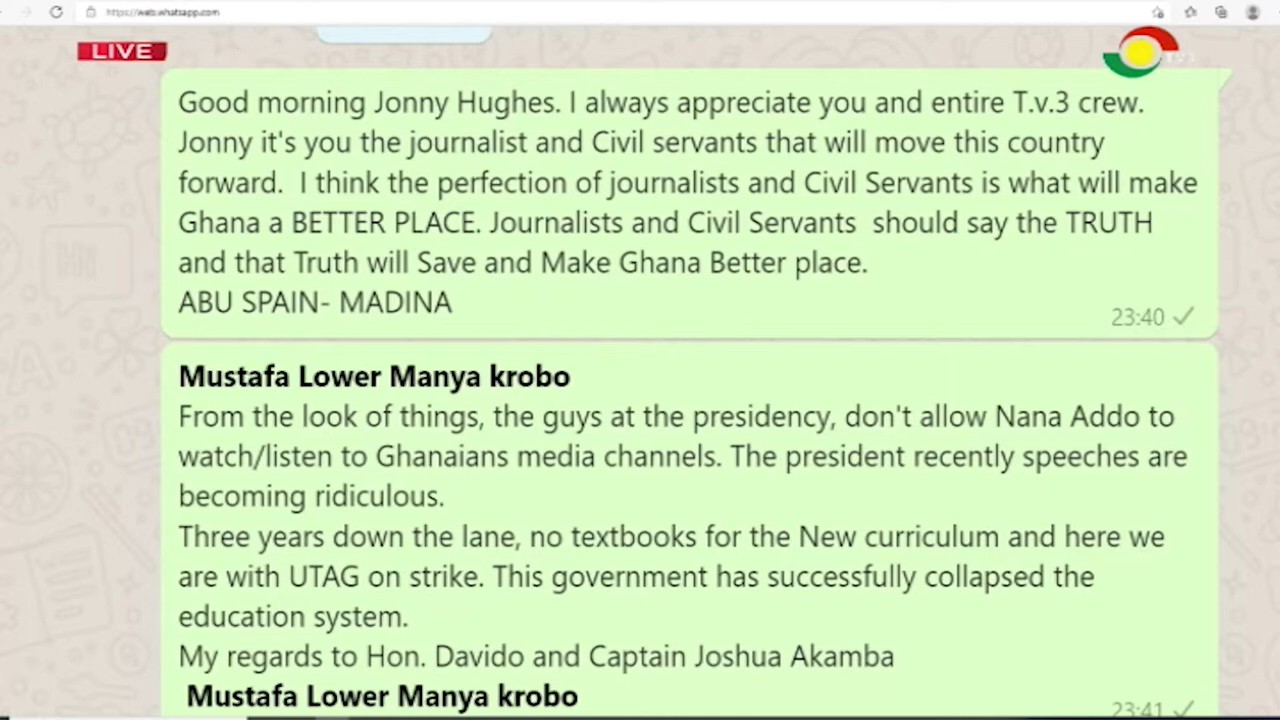 https://web.whatsapp.com
LIVE
Good morning Jonny Hughes. I always appreciate you and entire T.v.3 crew.
Jonny it's you the journalist and Civil servants that will move this country
forward.  I think the perfection of journalists and Civil Servants is what will make
Ghana a BETTER PLACE. Journalists and Civil Servants  should say the TRUTH
and that Truth will Save and Make Ghana Better place.
ABU SPAIN- MADINA
23:40
Mustafa Lower Manya krobo
From the look of things, the guys at the presidency, don't allow Nana Addo to
watch/listen to Ghanaians media channels. The president recently speeches are
becoming ridiculous.
Three years down the lane, no textbooks for the New curriculum and here we
are with UTAG on strike. This government has successfully collapsed the
education system.
My regards to Hon. Davido and Captain Joshua Akamba
Mustafa Lower Manya krobo
23:41